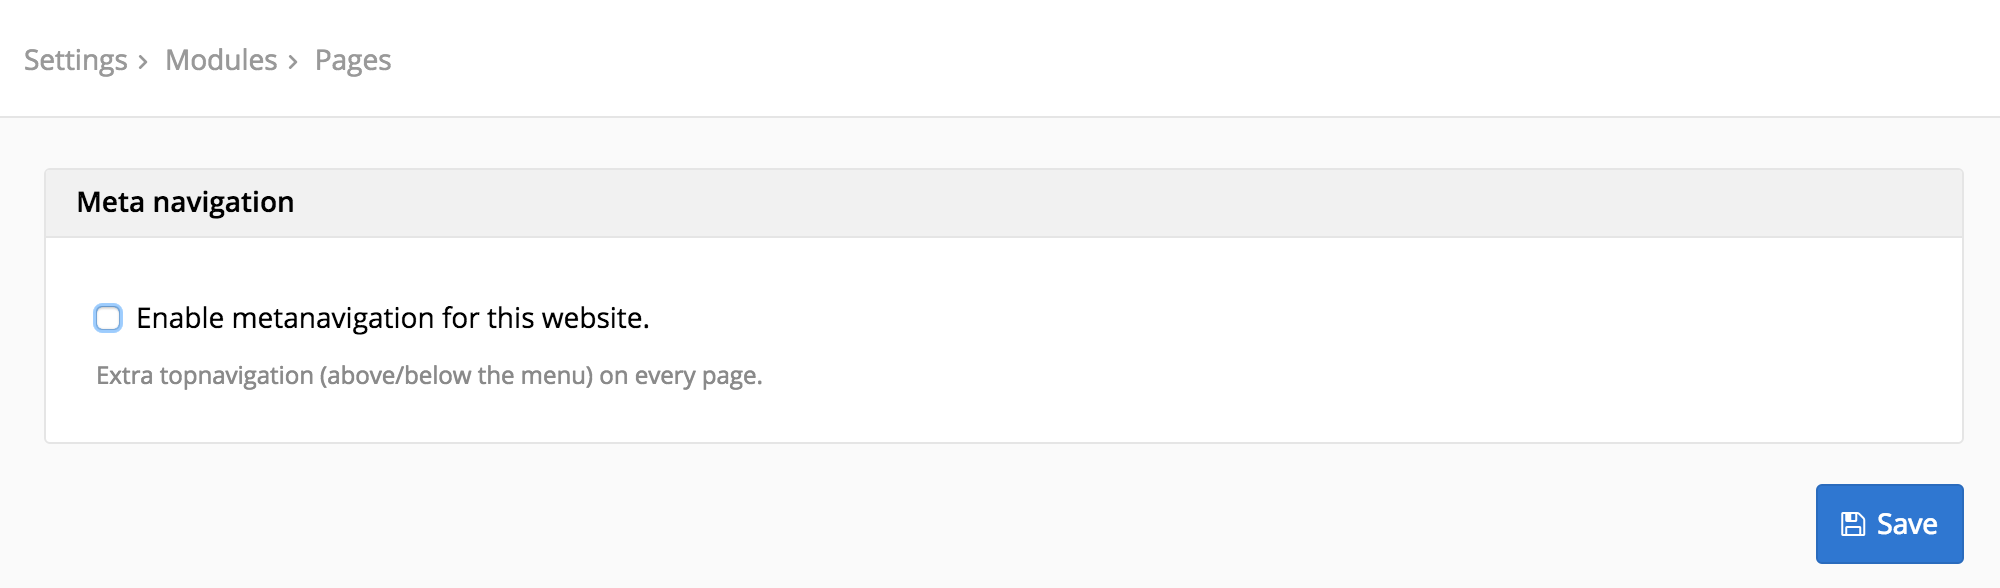 Settings › Modules › Pages
Meta navigation
Enable metanavigation for this website.
Extra topnavigation (above/below the menu) on every page.
Save